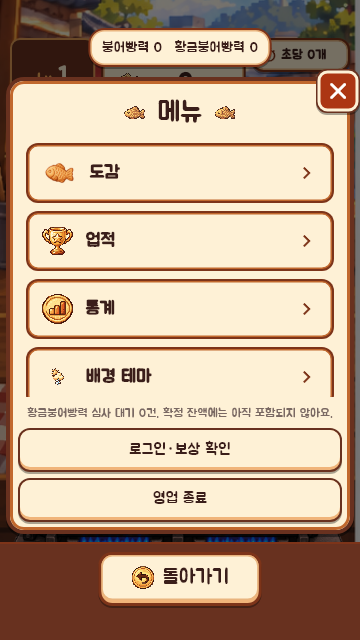 붕어빵력 0 황금붕어빵력 0
초당 0개
1
메뉴
도감
업적
통계
배경 테마
황금붕어빵력 심사 대기 0건, 확정 잔액에는 아직 포함되지 않아요.
로그인·보상 확인
영업 종료
돌아가기